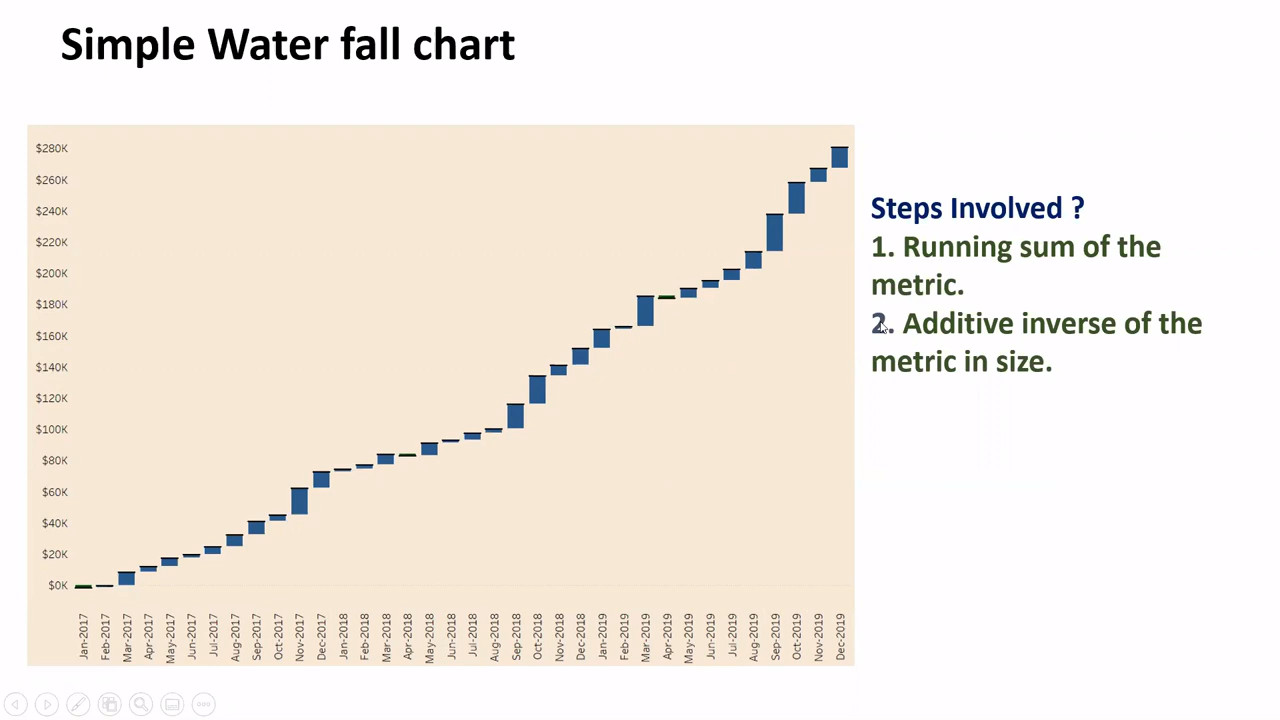 Simple Water fall chart
$280K
$260K
$240K
$220K
$200K
$180K
$160K
$140K
$120K
$100K
$80K
$60K
$40K
$20K
$0K
Jan-2017
Feb-2017
Mar-2017
Apr-2017
May-2017
Jun-2017
Jul-2017
Aug-2017
Sep-2017
Oct-2017
Nov-2017
Dec-2017
Jan-2018
Feb-2018
Mar-2018
Apr-2018
May-2018
Jun-2018
Jul-2018
Aug-2018
Sep-2018
Oct-2018
Nov-2018
Dec-2018
Jan-2019
Feb-2019
Mar-2019
Apr-2019
May-2019
Jun-2019
Jul-2019
Aug-2019
Sep-2019
Oct-2019
Nov-2019
Dec-2019
Steps Involved ?
1. Running sum of the
metric.
2. Additive inverse of the
metric in size.